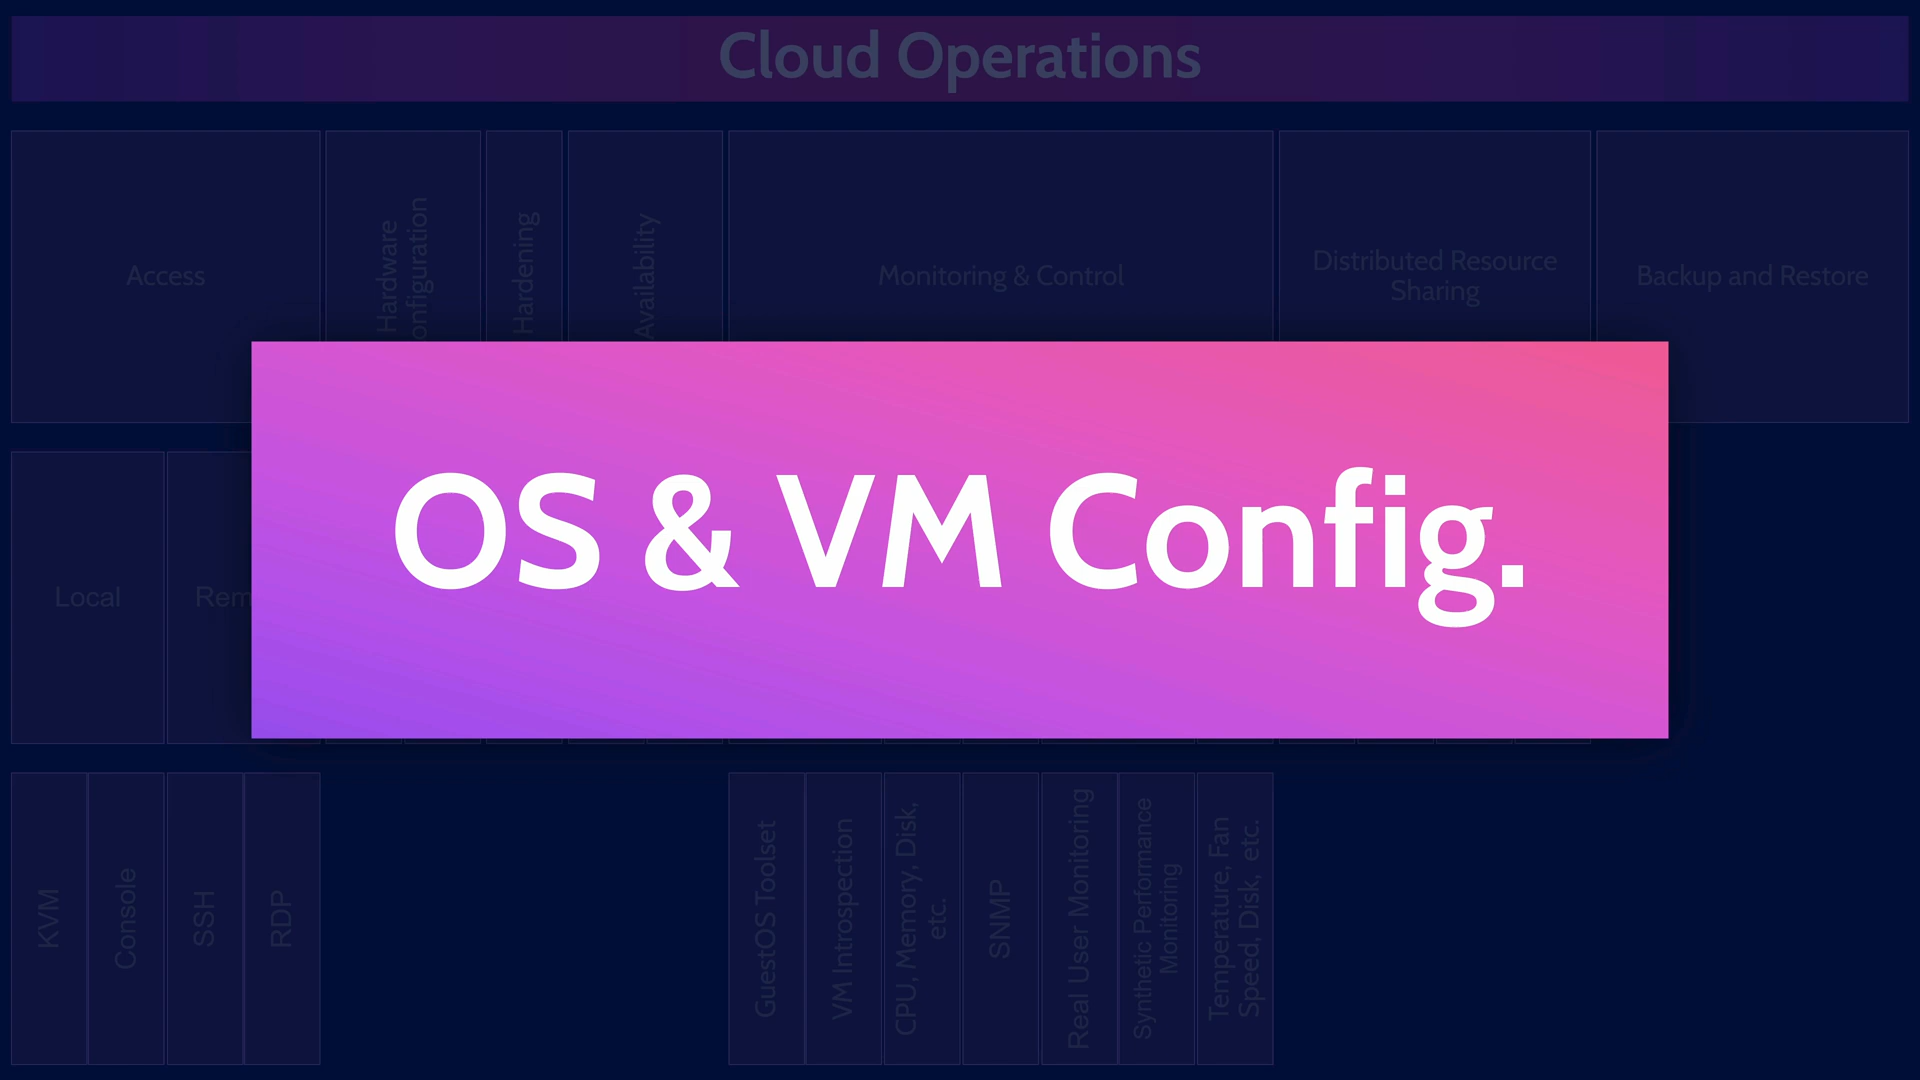 Cloud Operations
Access
Hardware
onfiguration
Hardening
Availability
Monitoring & Control
Distributed Resource
Sharing
Backup and Restore
OS & VM Config.
Local
Rem
KVM
Console
SSH
RDP
GuestOS Toolset
VM Introspection
CPU, Memory, Disk,
etc.
SNMP
Real User Monitoring
Synthetic Performance
Monitoring
Temperature, Fan
Speed, Disk, etc.